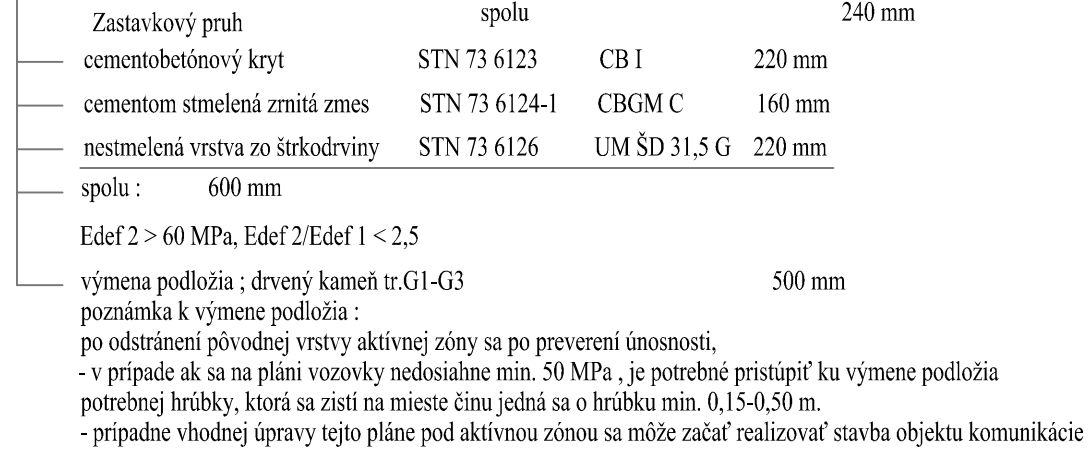 spolu 240 mm
Zastavkový pruh
cementobetónový kryt STN 73 6123 CB I 220 mm
cementom stmelená zrnitá zmes STN 73 6124-1 CBGM C 160 mm
nestmelená vrstva zo štrkodrviny STN 73 6126 UM ŠD 31,5 G 220 mm
spolu : 600 mm
Edef 2 > 60 MPa, Edef 2/Edef 1 < 2,5
výmena podložia ; drvený kameň tr.G1-G3 500 mm
poznámka k výmene podložia :
po odstránení pôvodnej vrstvy aktívnej zóny sa po preverení únosnosti,
- v prípade ak sa na pláni vozovky nedosiahne min. 50 MPa , je potrebné pristúpiť ku výmene podložia
potrebnej hrúbky, ktorá sa zistí na mieste činu jedná sa o hrúbku min. 0,15-0,50 m.
- prípadne vhodnej úpravy tejto pláne pod aktívnou zónou sa môže začať realizovať stavba objektu komunikácie